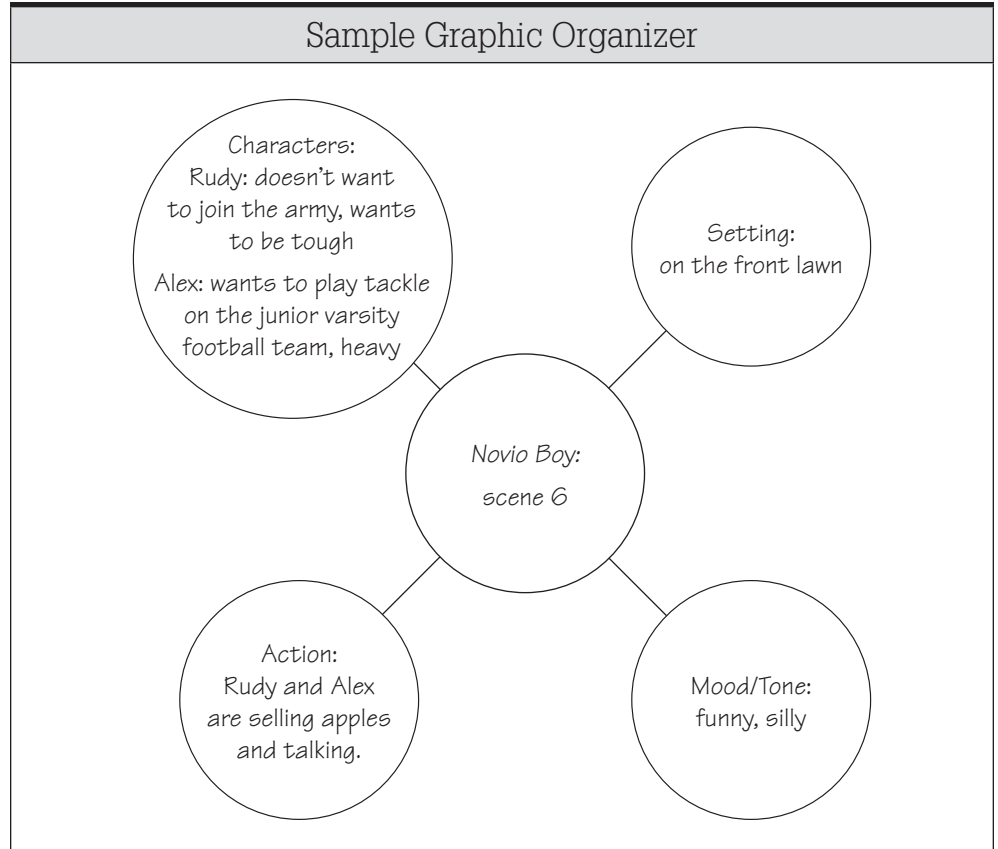 Sample Graphic Organizer
Characters:
Rudy: doesn't want
to join the army, wants
to be tough
Alex: wants to play tackle
on the junior varsity
football team, heavy
Setting:
on the front lawn
Novio Boy:
scene 6
Action:
Rudy and Alex
are selling apples
and talking.
Mood/Tone:
funny, silly